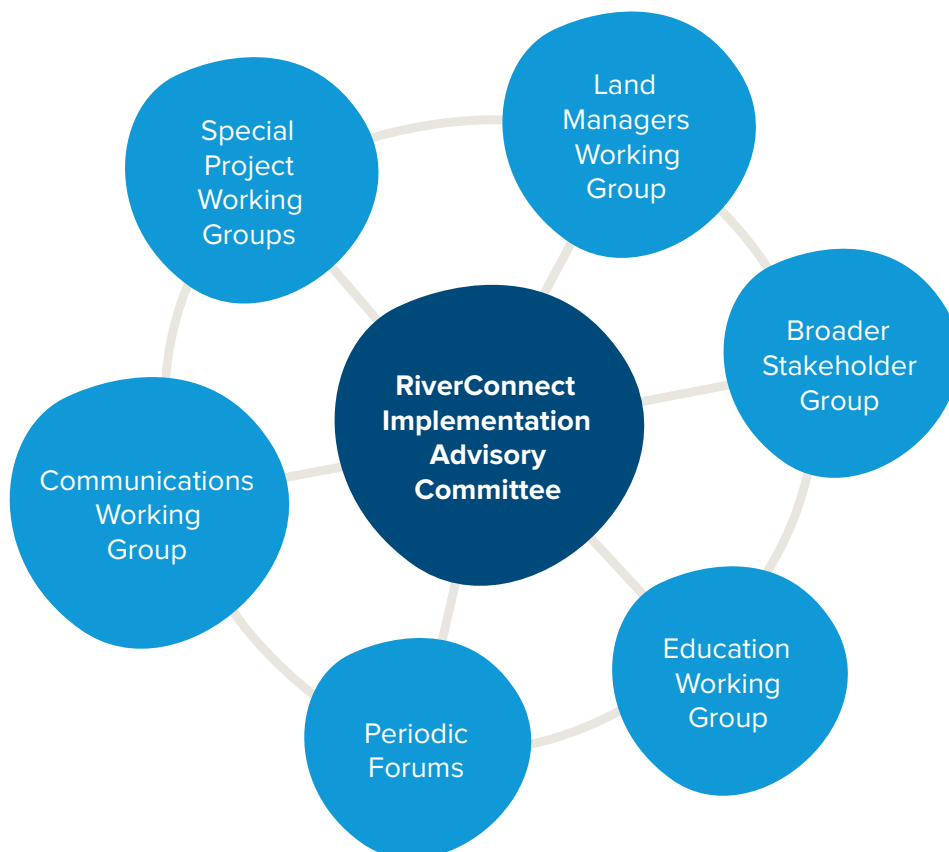 Land
Managers
Working
Group
Special
Project
Working
Groups
Broader
Stakeholder
Group
RiverConnect
Implementation
Advisory
Committee
Communications
Working
Group
Education
Working
Group
Periodic
Forums